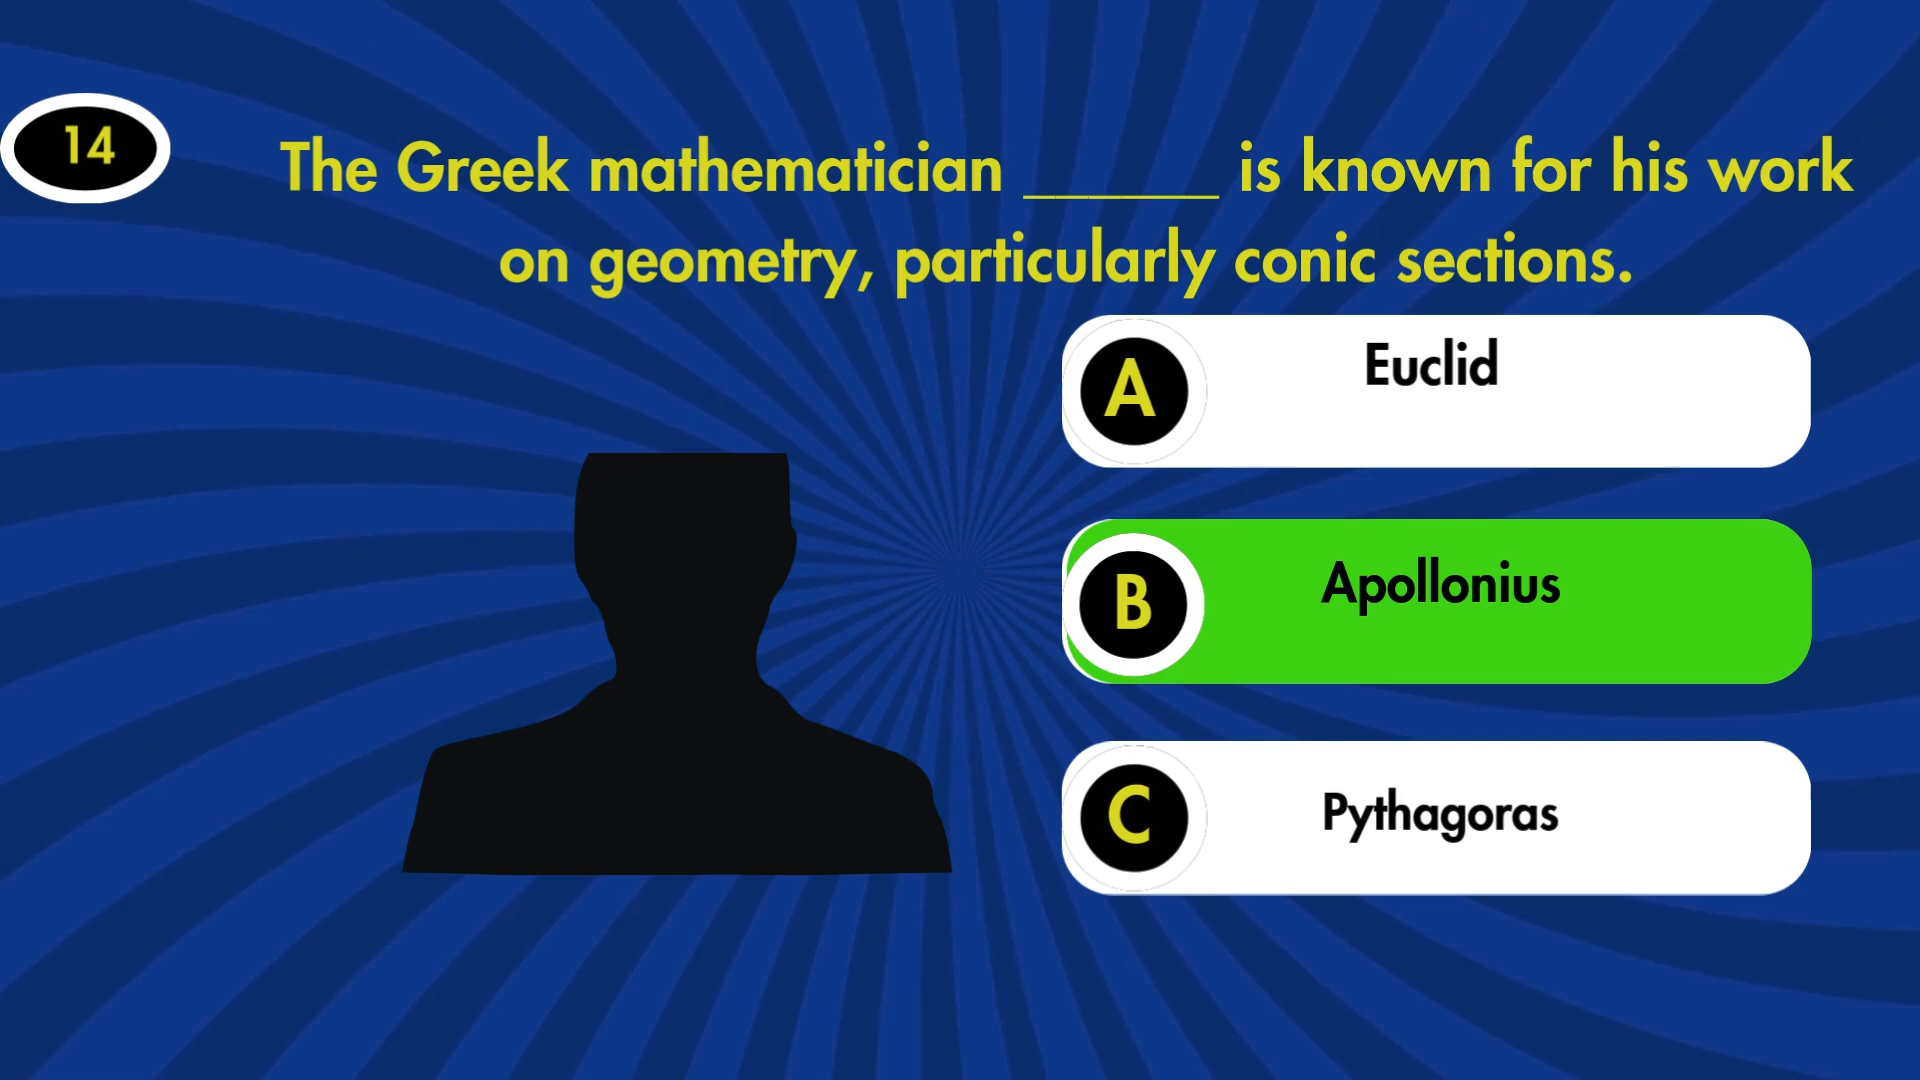 14
The Greek mathematician ______ is known for his work
on geometry, particularly conic sections.
A Euclid
B Apollonius
C Pythagoras